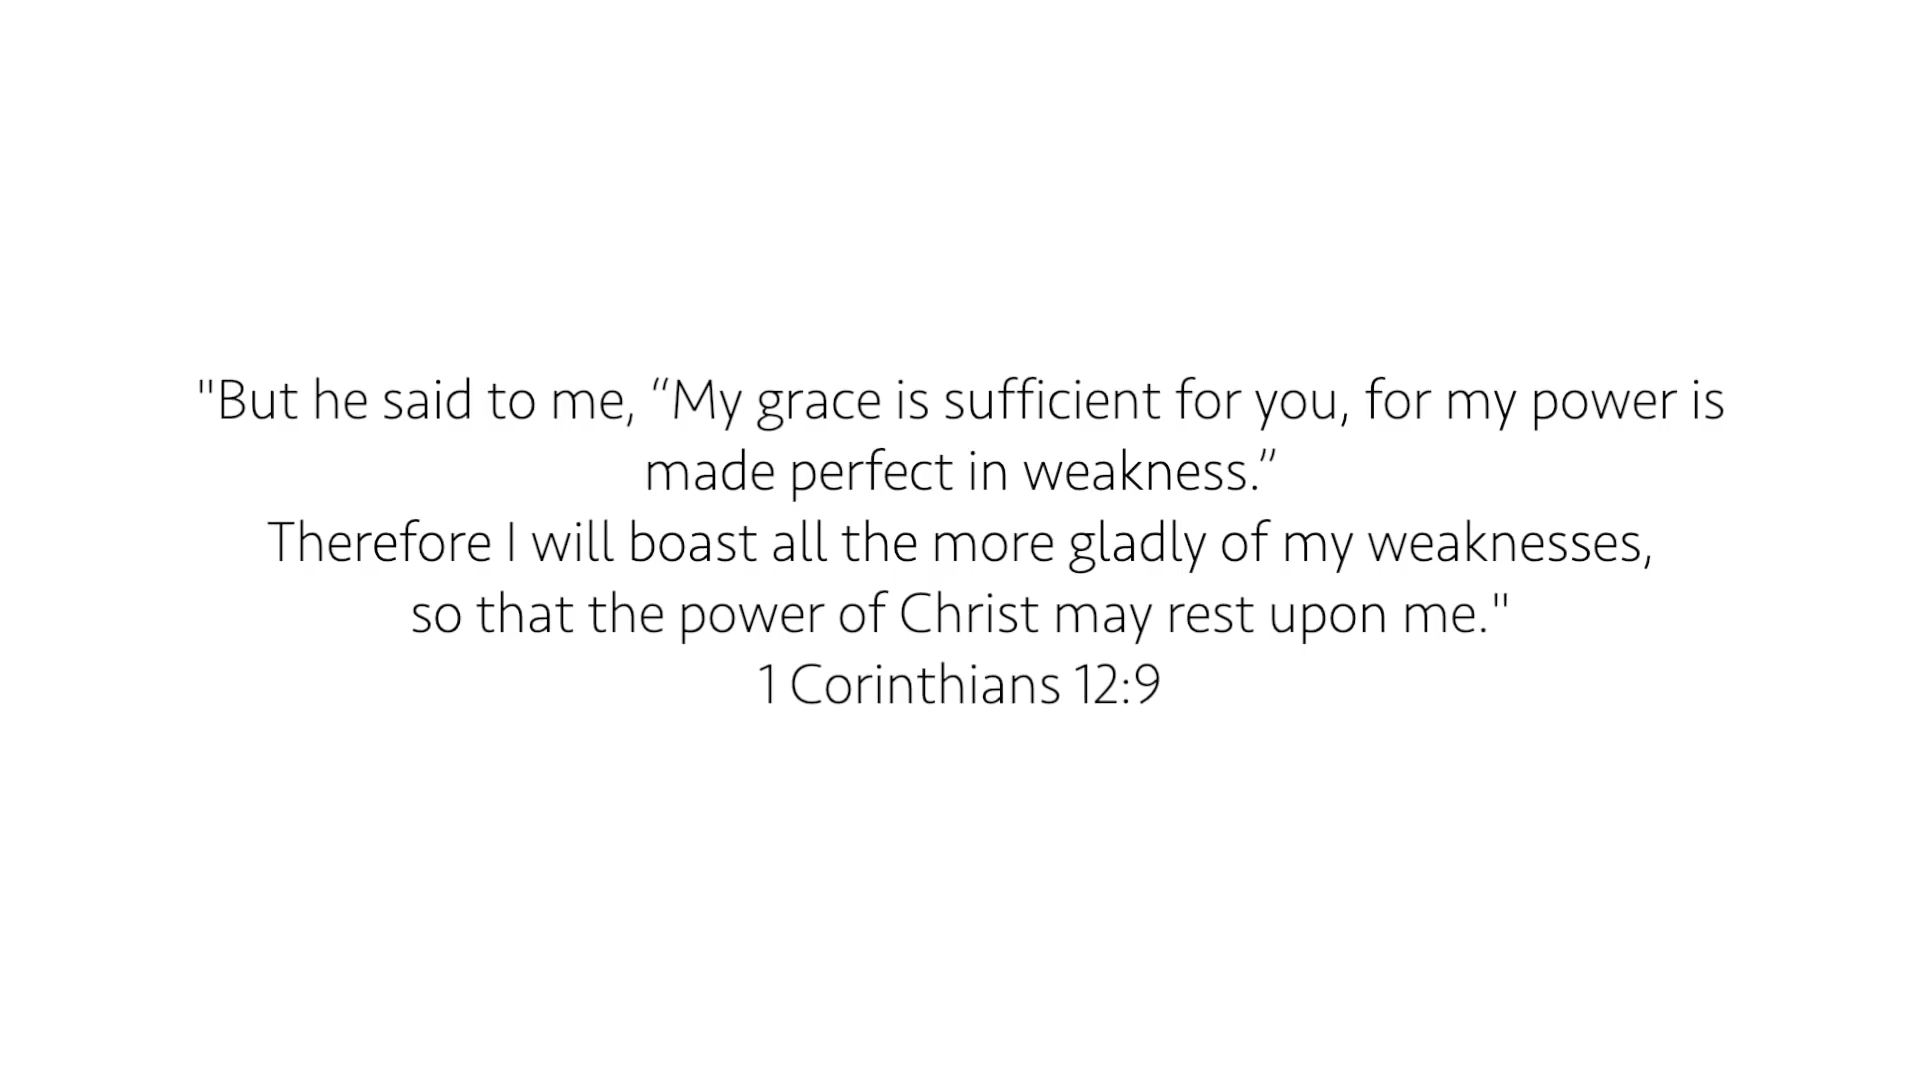 "But he said to me, “My grace is sufficient for you, for my power is
made perfect in weakness.”
Therefore I will boast all the more gladly of my weaknesses,
so that the power of Christ may rest upon me."
1 Corinthians 12:9